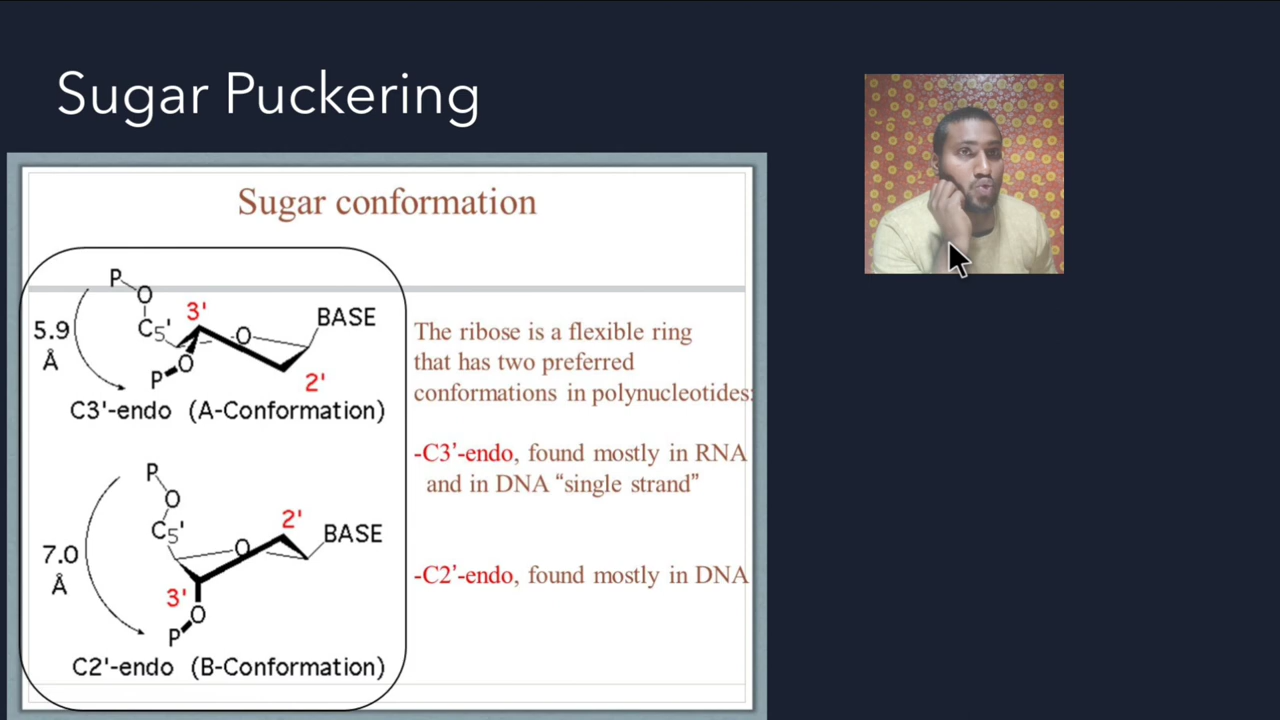 Sugar Puckering
Sugar conformation
P
O
C5'
3'
O
BASE
5.9
Å
O
P
2'
C3'-endo (A-Conformation)
P
O
C5'
2'
O
BASE
7.0
Å
3'
O
P
C2'-endo (B-Conformation)
The ribose is a flexible ring
that has two preferred
conformations in polynucleotides:
-C3’-endo, found mostly in RNA
and in DNA “single strand”
-C2’-endo, found mostly in DNA